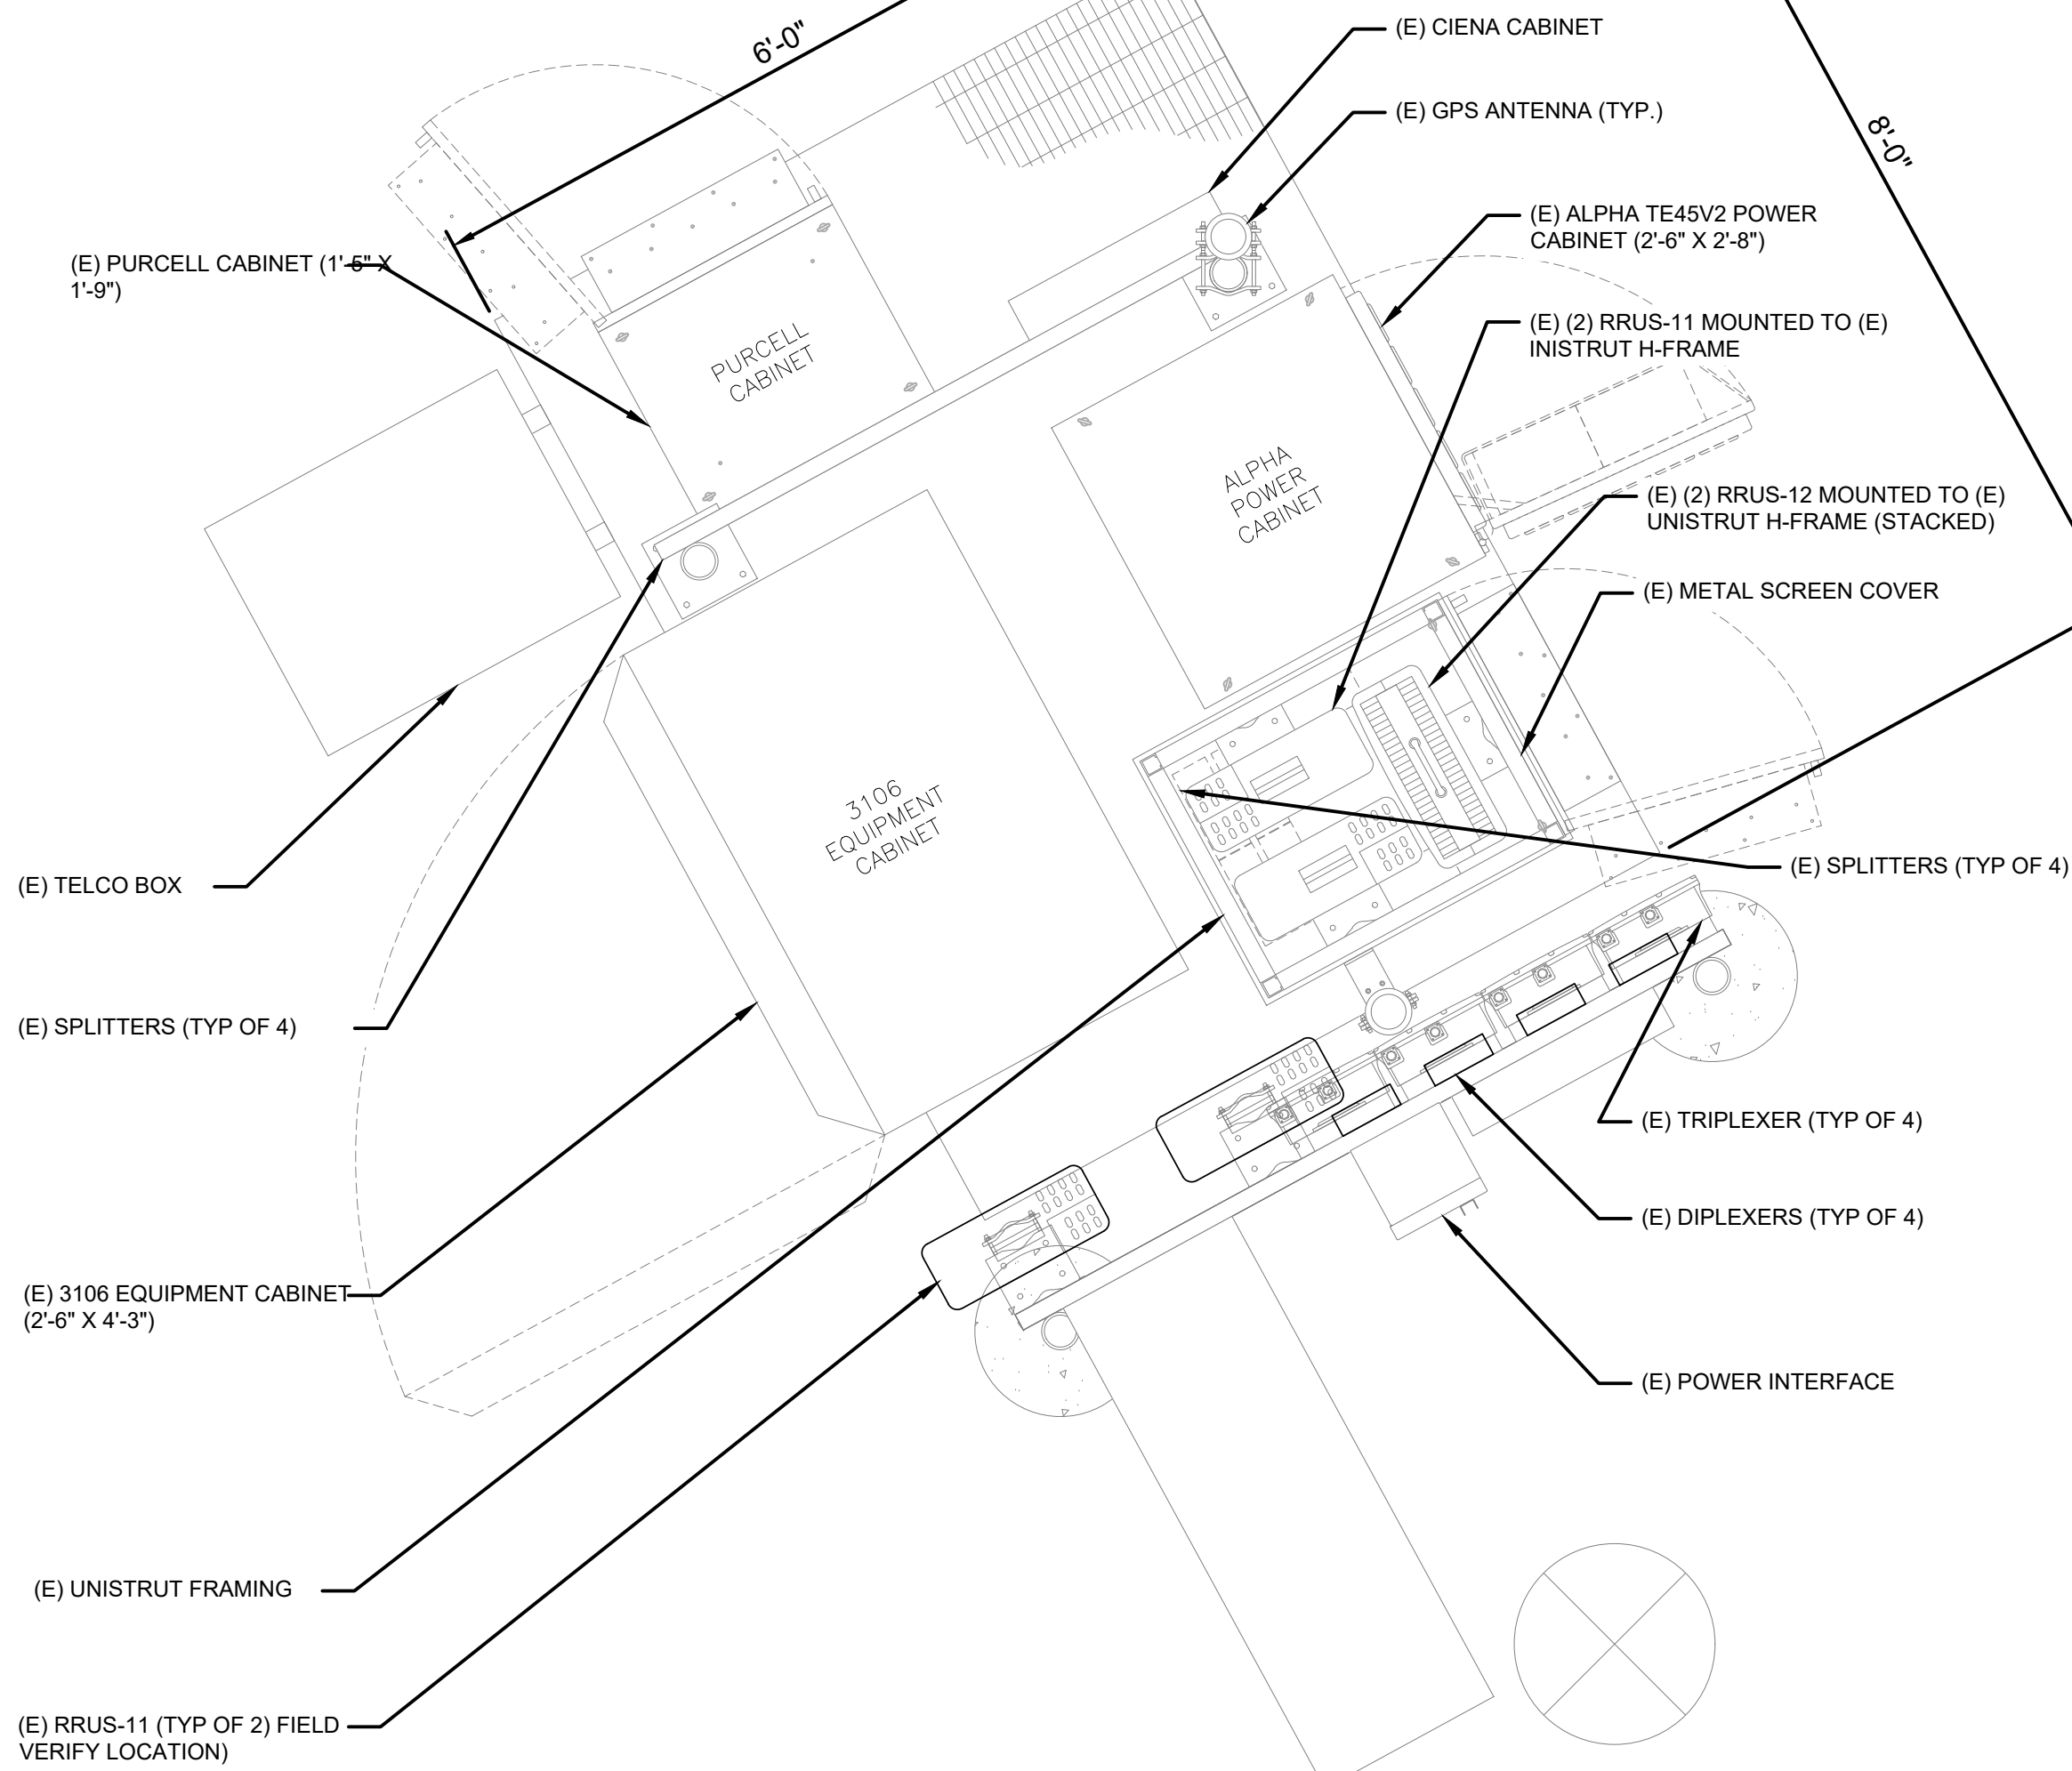 6'-0"
(E) CIENA CABINET
(E) GPS ANTENNA (TYP.)
8'-0"
(E) ALPHA TE45V2 POWER
CABINET (2'-6" X 2'-8")
(E) PURCELL CABINET (1'-5" X
1'-9")
(E) (2) RRUS-11 MOUNTED TO (E)
INISTRUT H-FRAME
PURCELL
CABINET
ALPHA
POWER
CABINET
(E) (2) RRUS-12 MOUNTED TO (E)
UNISTRUT H-FRAME (STACKED)
(E) METAL SCREEN COVER
3106
EQUIPMENT
CABINET
(E) SPLITTERS (TYP OF 4)
(E) TELCO BOX
(E) SPLITTERS (TYP OF 4)
(E) TRIPLEXER (TYP OF 4)
(E) DIPLEXERS (TYP OF 4)
(E) 3106 EQUIPMENT CABINET
(2'-6" X 4'-3")
(E) POWER INTERFACE
(E) UNISTRUT FRAMING
(E) RRUS-11 (TYP OF 2) FIELD
VERIFY LOCATION)